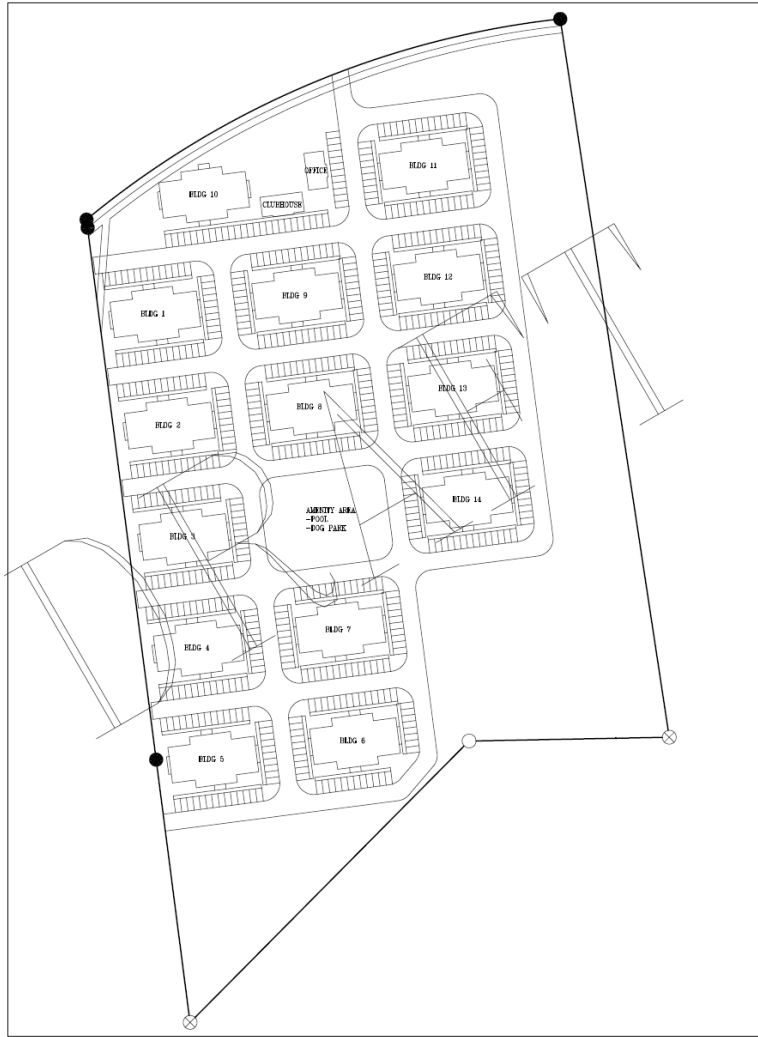 OFFICE
BLDG 11
BLDG 10
CLUBHOUSE
BLDG 12
BLDG 9
BLDG 1
BLDG 13
BLDG 8
BLDG 2
BLDG 14
AMENITY AREA
-POOL
-DOG PARK
BLDG 3
BLDG 7
BLDG 4
BLDG 6
BLDG 5